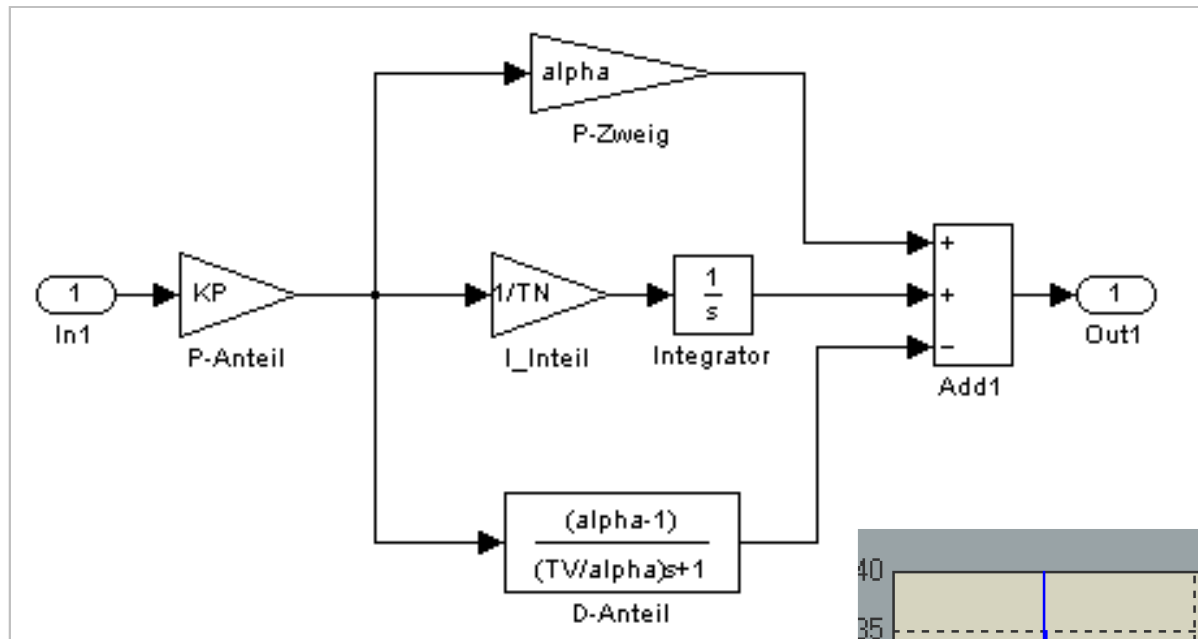 alpha
P-Zweig
1
In1
KP
P-Anteil
1/TN
I_Inteil
1
s
Integrator
+
+
−
Add1
1
Out1
(alpha-1)
(TV/alpha)s+1
D-Anteil
40
35